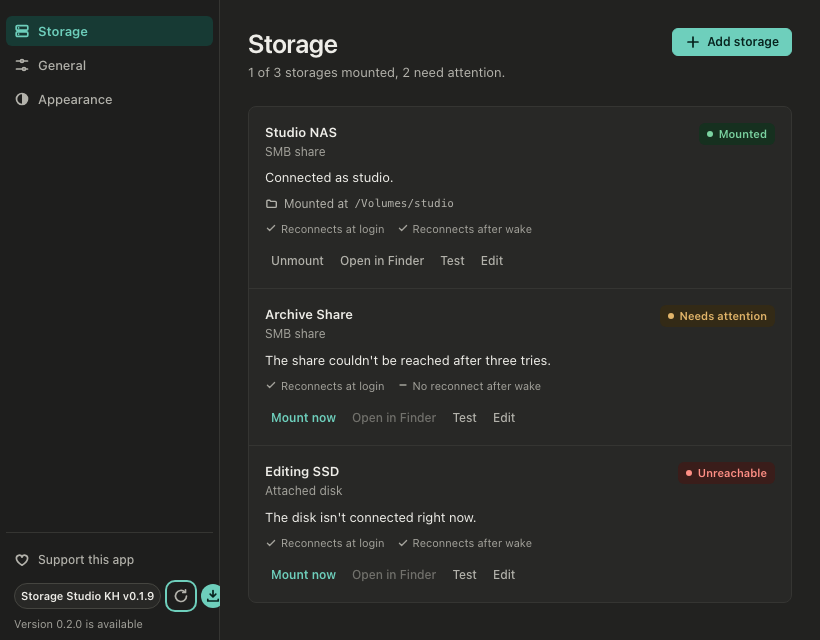 Storage
General
Appearance
Support this app
Storage Studio KH v0.1.9
Version 0.2.0 is available
Storage
Add storage
1 of 3 storages mounted, 2 need attention.
Studio NAS
Mounted
SMB share
Connected as studio.
Mounted at /Volumes/studio
Reconnects at login Reconnects after wake
Unmount Open in Finder Test Edit
Archive Share
Needs attention
SMB share
The share couldn't be reached after three tries.
Reconnects at login No reconnect after wake
Mount now Open in Finder Test Edit
Editing SSD
Unreachable
Attached disk
The disk isn't connected right now.
Reconnects at login Reconnects after wake
Mount now Open in Finder Test Edit